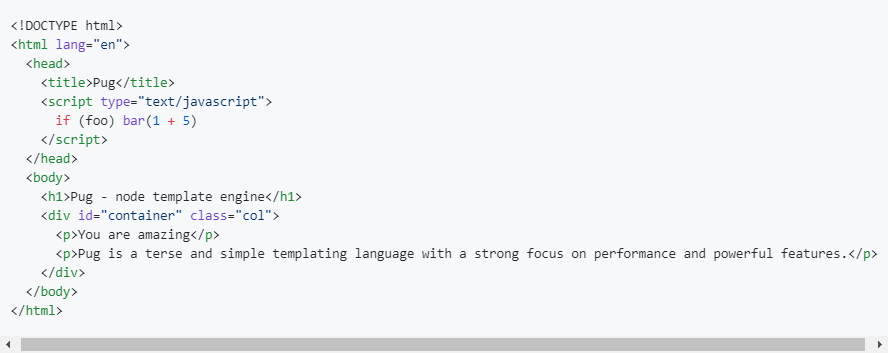 <!DOCTYPE html>
<html lang="en">
  <head>
    <title>Pug</title>
    <script type="text/javascript">
      if (foo) bar(1 + 5)
    </script>
  </head>
  <body>
    <h1>Pug - node template engine</h1>
    <div id="container" class="col">
      <p>You are amazing</p>
      <p>Pug is a terse and simple templating language with a strong focus on performance and powerful features.</p>
    </div>
  </body>
</html>